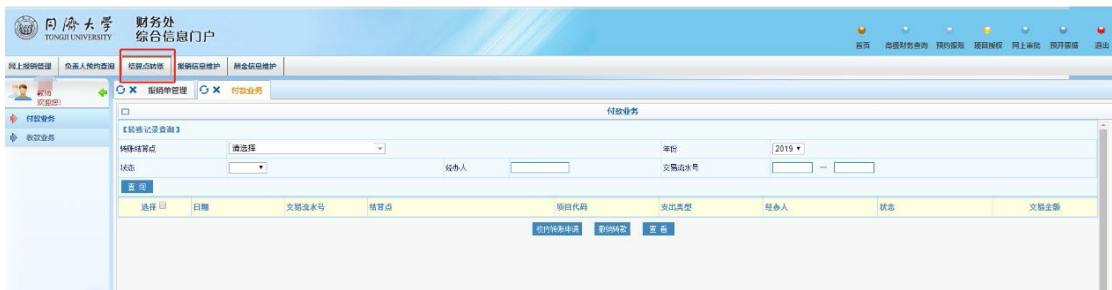 同济大学
TONGJI UNIVERSITY
财务处
综合信息门户
首页 高级财务查询 预约报账 项目授权 网上审批 预开票据 退出
网上报销管理 负责人预约查询 结算点转账 报销信息维护 酬金信息维护
教师
欢迎您!
付款业务
收款业务
报销单管理 付款业务
付款业务
【转账记录查询】
转账结算点 请选择 年份 2019
状态 经办人 交易流水号 —
查 询
选择 日期 交易流水号 结算点 项目代码 支出类型 经办人 状态 交易金额
校内转账申请 撤销转款 查 看